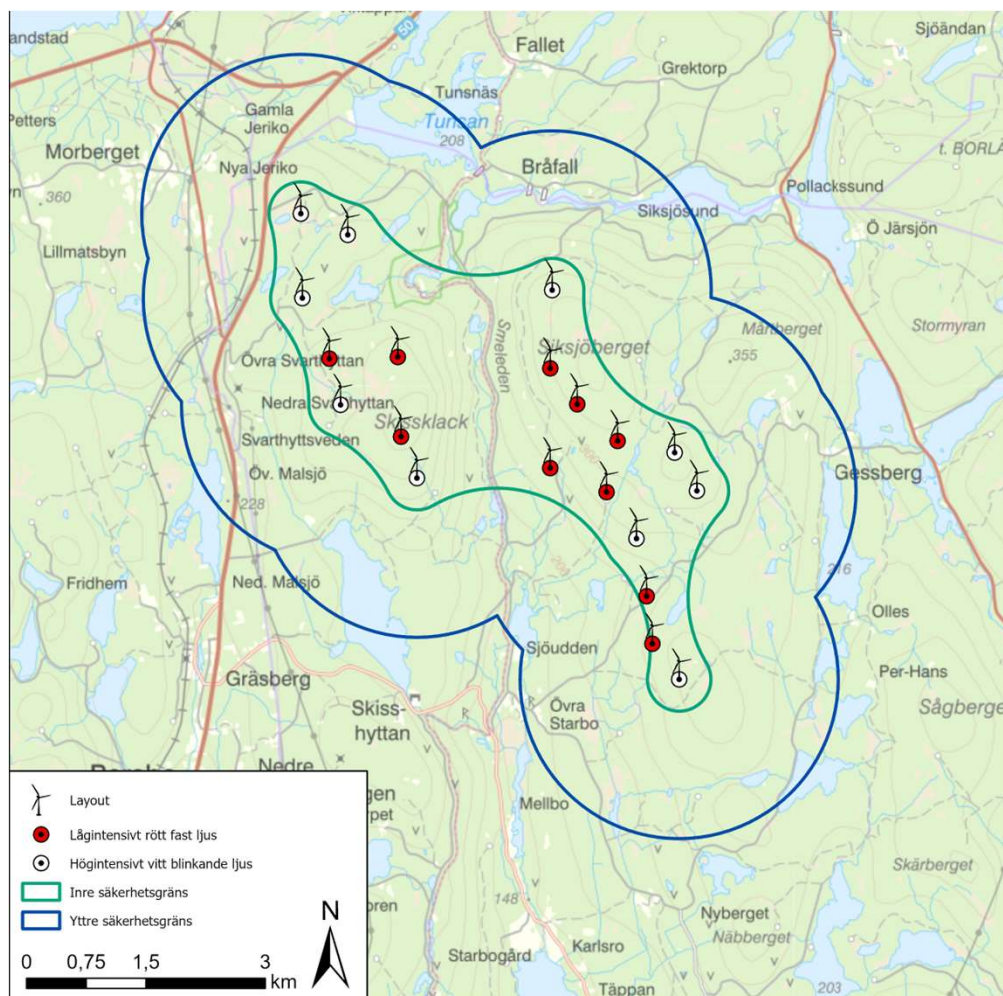 andstad
Sjöändan
50
Fallet
Grektorp
Tunsnäs
Gamla
Jeriko
Petters
Tunsan
208
Morberget
t. BORLÄ
Bråfall
Nya Jeriko
360
Pollackssund
Siksjösund
Ö Järsjön
Lillmatsbyn
Smeleden
Mårtberget
Stormyran
Siksjöberget
355
Övra Svarthyttan
Nedra Svarthyttan
Skissklack
Svarthyttsveden
Gessberg
Öv. Malsjö
228
Fridhem
Ned. Malsjö
216
Olles
Sjöudden
Per-Hans
Gräsberg
Skiss-
hyttan
Övra
Starbo
Sågberge
Nedre
Mellbo
Skärberget
148
Nyberget
Näbberget
Starbogård
Karlsro
Täppan
203
Layout
Lågintensivt rött fast ljus
Högintensivt vitt blinkande ljus
Inre säkerhetsgräns
Yttre säkerhetsgräns
N
0 0,75 1,5 3
km